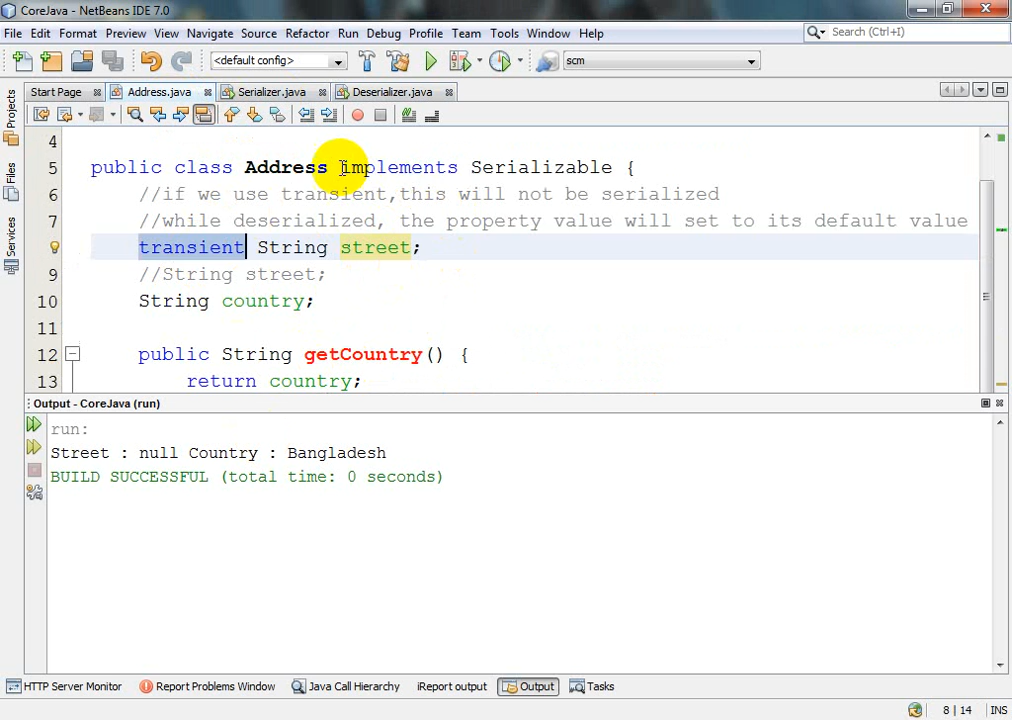 CoreJava - NetBeans IDE 7.0
File Edit Format Preview View Navigate Source Refactor Run Debug Profile Team Tools Window Help
Search (Ctrl+I)
<default config>
scm
Start Page Address.java Serializer.java Deserializer.java
Projects
Files
Services
4
5 public class Address implements Serializable {
6 //if we use transient,this will not be serialized
7 //while deserialized, the property value will set to its default value
transient String street;
9 //String street;
10 String country;
11
12 public String getCountry() {
13 return country;
Output - CoreJava (run)
run:
Street : null Country : Bangladesh
BUILD SUCCESSFUL (total time: 0 seconds)
HTTP Server Monitor Report Problems Window Java Call Hierarchy iReport output Output Tasks
8 | 14 INS